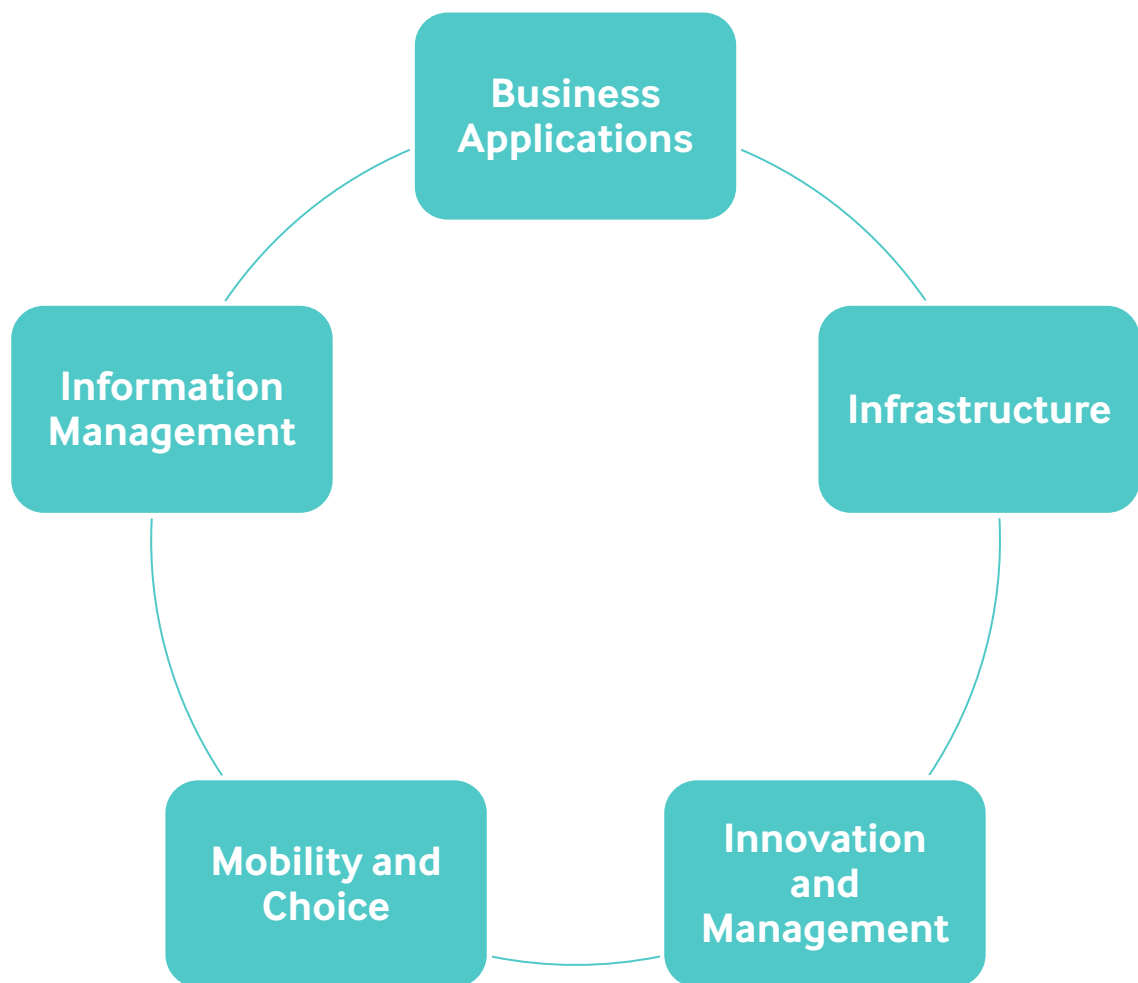 Business
Applications
Infrastructure
Innovation
and
Management
Mobility and
Choice
Information
Management